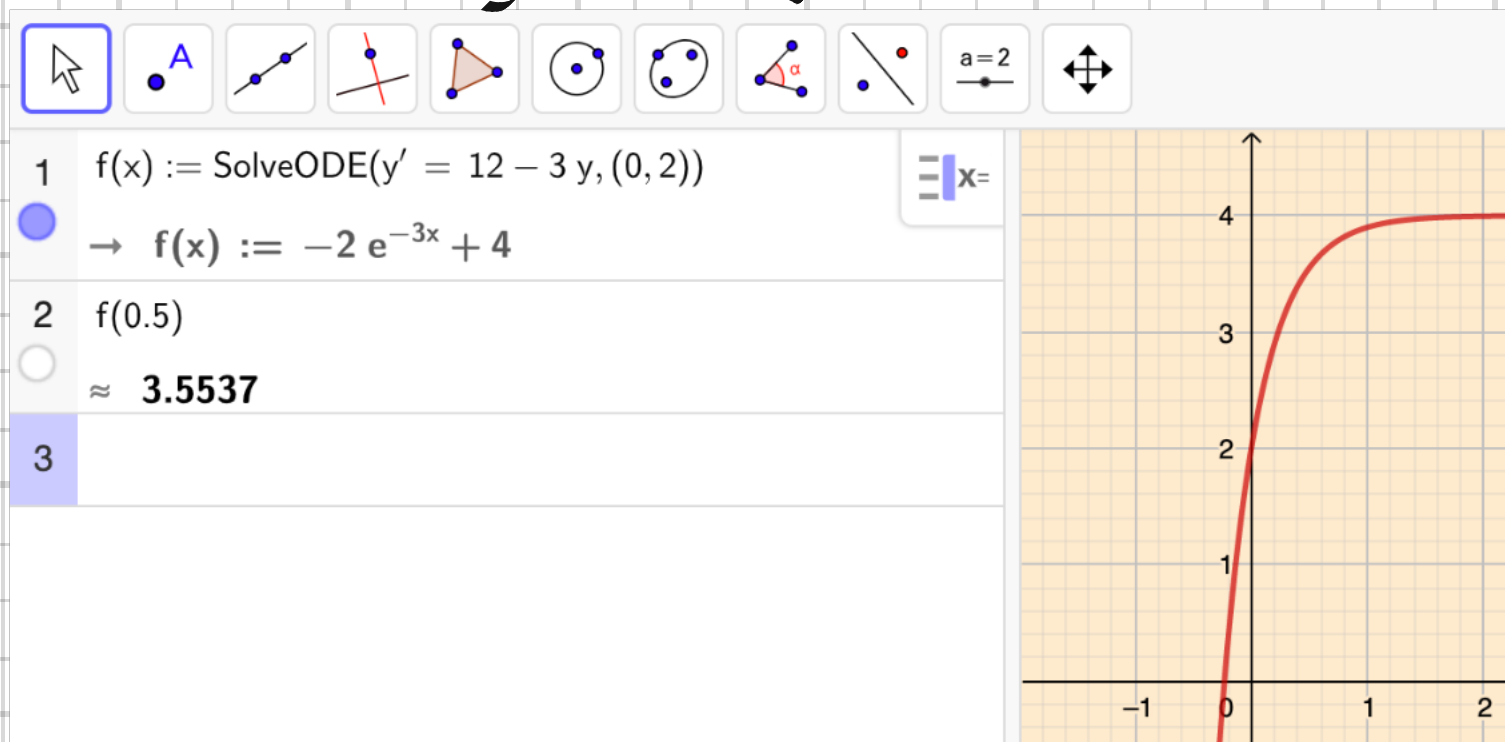 A
α
a=2
1
f(x) := SolveODE(y′ = 12 − 3 y, (0, 2))
→ f(x) := −2 e^−3x + 4
x=
2
f(0.5)
≈ 3.5537
3
4
3
2
1
−1 0 1 2